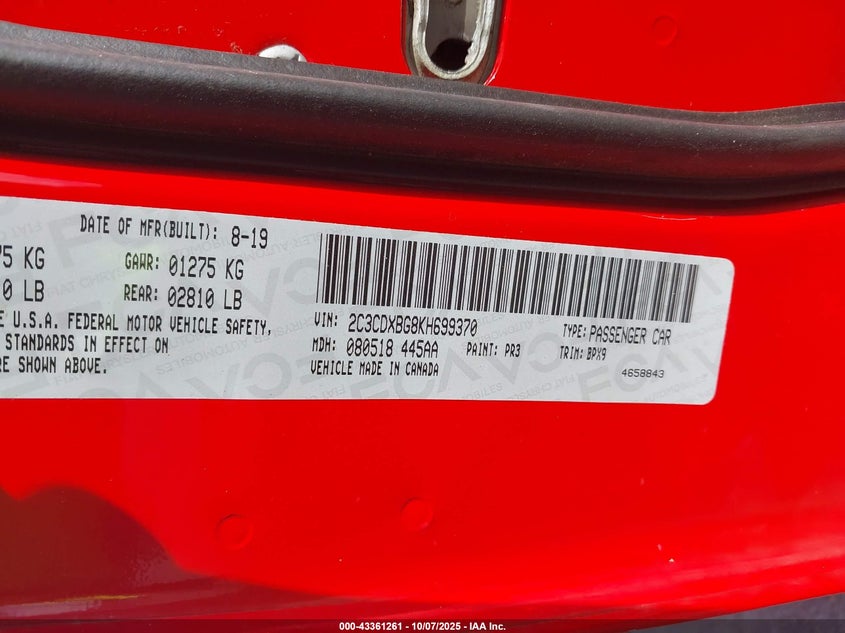 DATE OF MFR(BUILT): 8-19
75 KG GAWR: 01275 KG
0 LB REAR: 02810 LB
E U.S.A. FEDERAL MOTOR VEHICLE SAFETY,
STANDARDS IN EFFECT ON
RE SHOWN ABOVE.
VIN: 2C3CDXBG8KH699370 TYPE: PASSENGER CAR
MDH: 080518 445AA PAINT: PR3 TRIM: BPX9
VEHICLE MADE IN CANADA 4658843
000-43361261 - 10/07/2025 - IAA Inc.